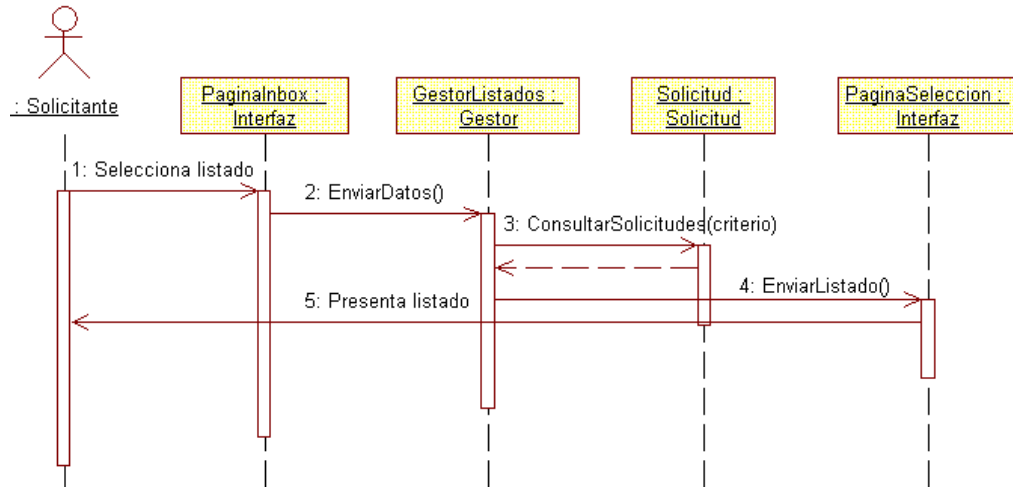 : Solicitante
PaginaInbox :
Interfaz
GestorListados :
Gestor
Solicitud :
Solicitud
PaginaSeleccion :
Interfaz
1: Selecciona listado
2: EnviarDatos()
3: ConsultarSolicitudes(criterio)
4: EnviarListado()
5: Presenta listado